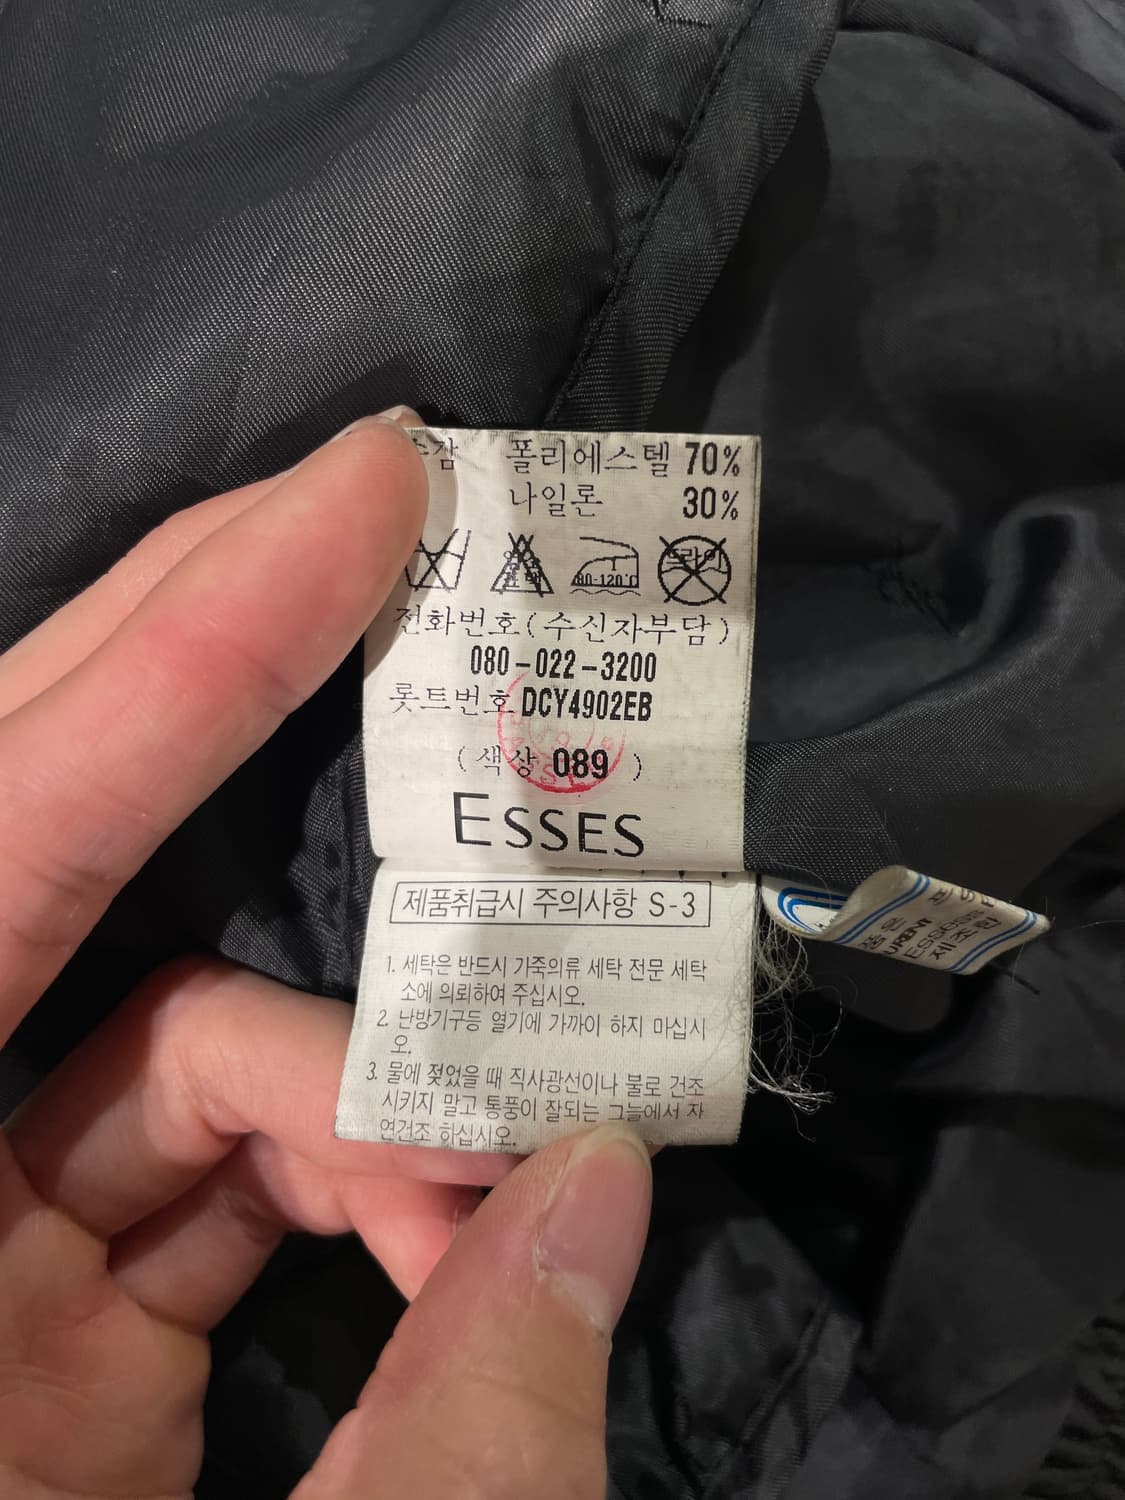 폴리에스텔 70%
나일론 30%
드라이
80-120℃
전화번호(수신자부담)
080-022-3200
롯트번호 DCY4902EB
(색상 089)
ESSES
제품취급시 주의사항 S-3
1. 세탁은 반드시 가죽의류 세탁 전문 세탁
소에 의뢰하여 주십시오.
2. 난방기구등 열기에 가까이 하지 마십시
오.
3. 물에 젖었을 때 직사광선이나 불로 건조
시키지 말고 통풍이 잘되는 그늘에서 자
연건조 하십시오.